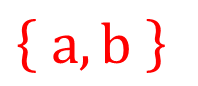 { a, b }